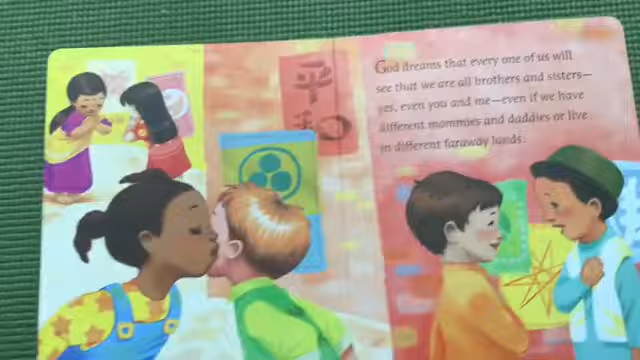 平
和
God dreams that every one of us will
see that we are all brothers and sisters—
yes, even you and me—even if we have
different mommies and daddies or live
in different faraway lands.